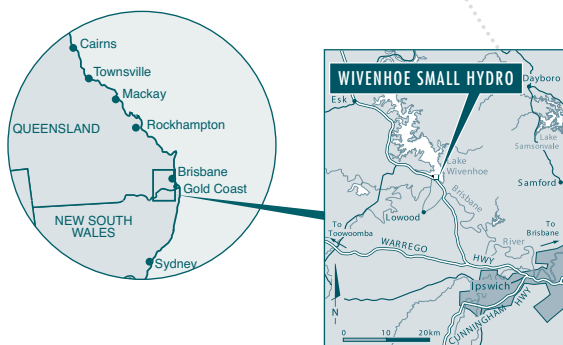 Cairns
Townsville
Mackay
QUEENSLAND
Rockhampton
Brisbane
Gold Coast
NEW SOUTH
WALES
Sydney
WIVENHOE SMALL HYDRO
Dayboro
Esk
Lake
Samsonvale
Lake
Wivenhoe
Samford
Brisbane
Lowood
To
Toowoomba
River
To
Brisbane
WARREGO
HWY
Ipswich
CUNNINGHAM HWY
N
0 10 20km